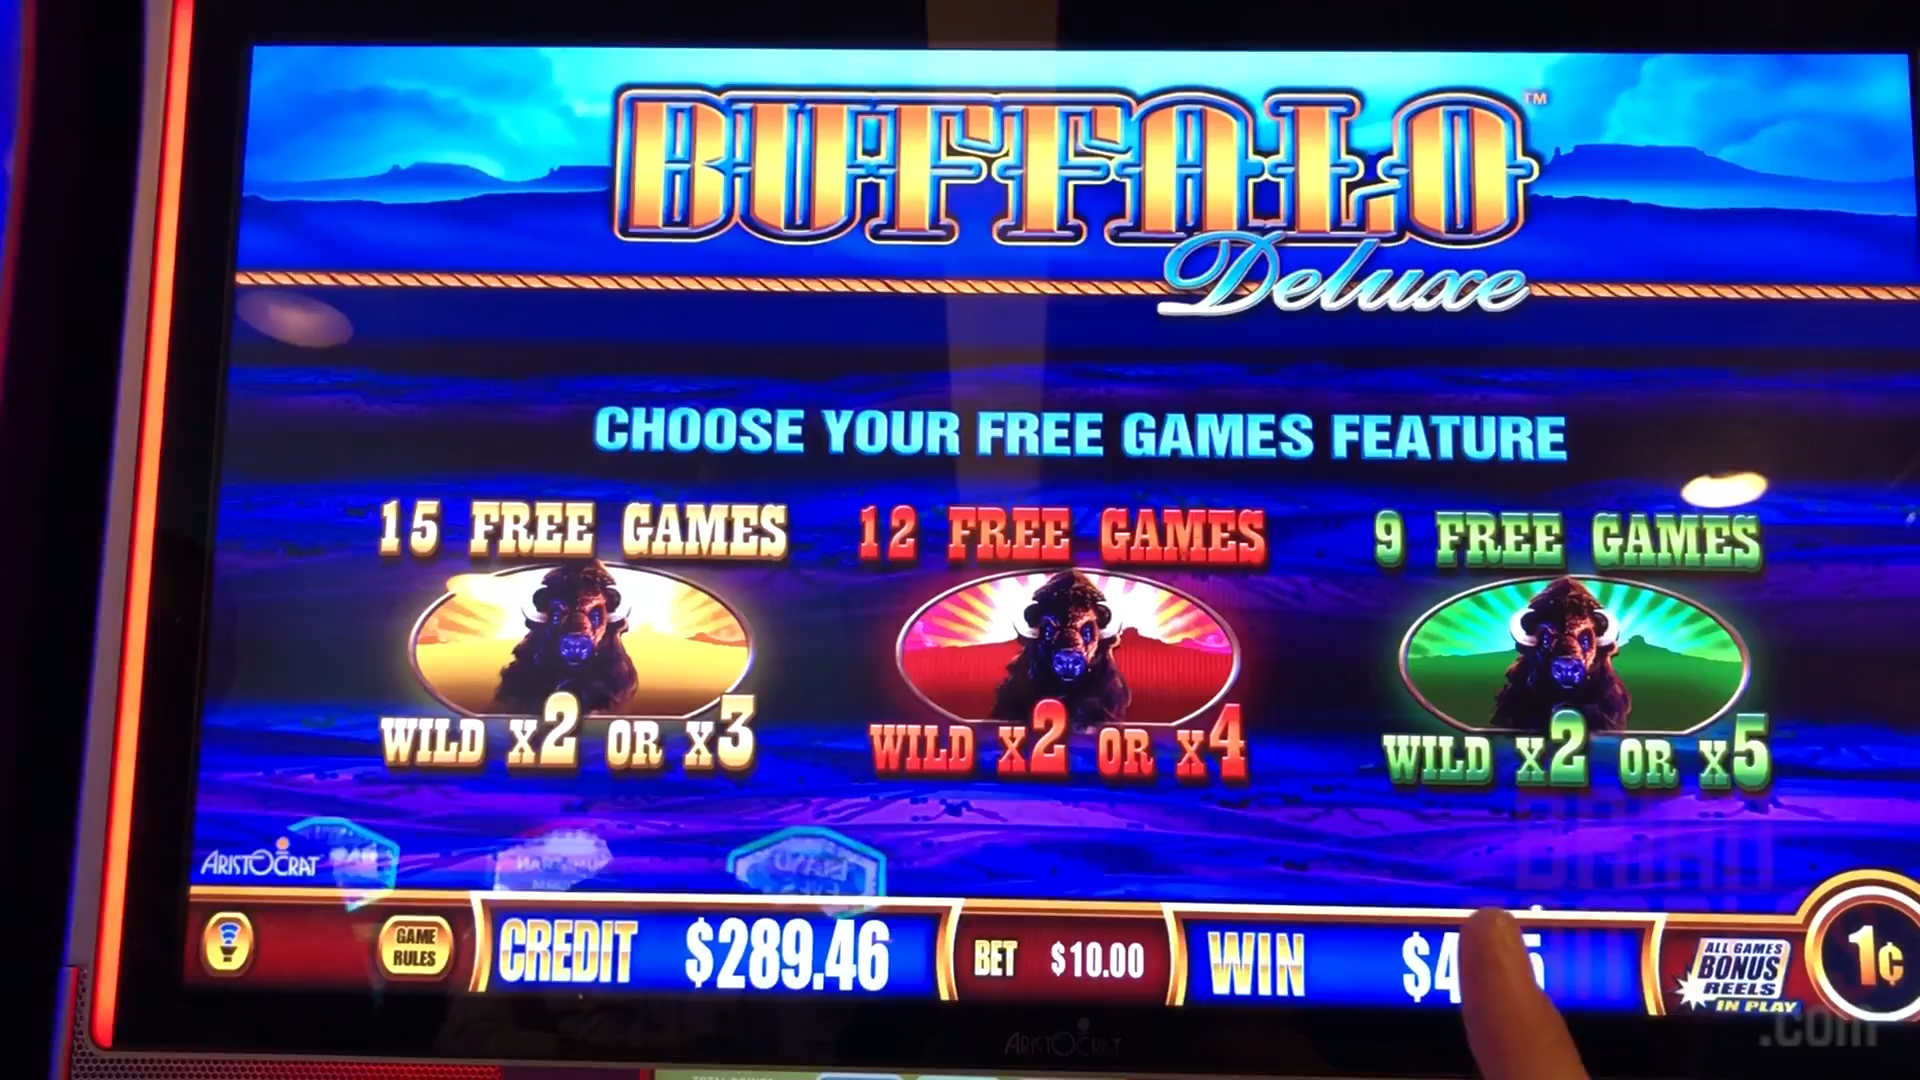 BUFFALO™
Deluxe
CHOOSE YOUR FREE GAMES FEATURE
15 FREE GAMES
WILD X2 OR X3
12 FREE GAMES
WILD X2 OR X4
9 FREE GAMES
WILD X2 OR X5
ARISTOCRAT
GAME
RULES
CREDIT $289.46
BET $10.00
WIN
ALL GAMES
BONUS
REELS
IN PLAY
1¢
ARISTOCRAT
.com